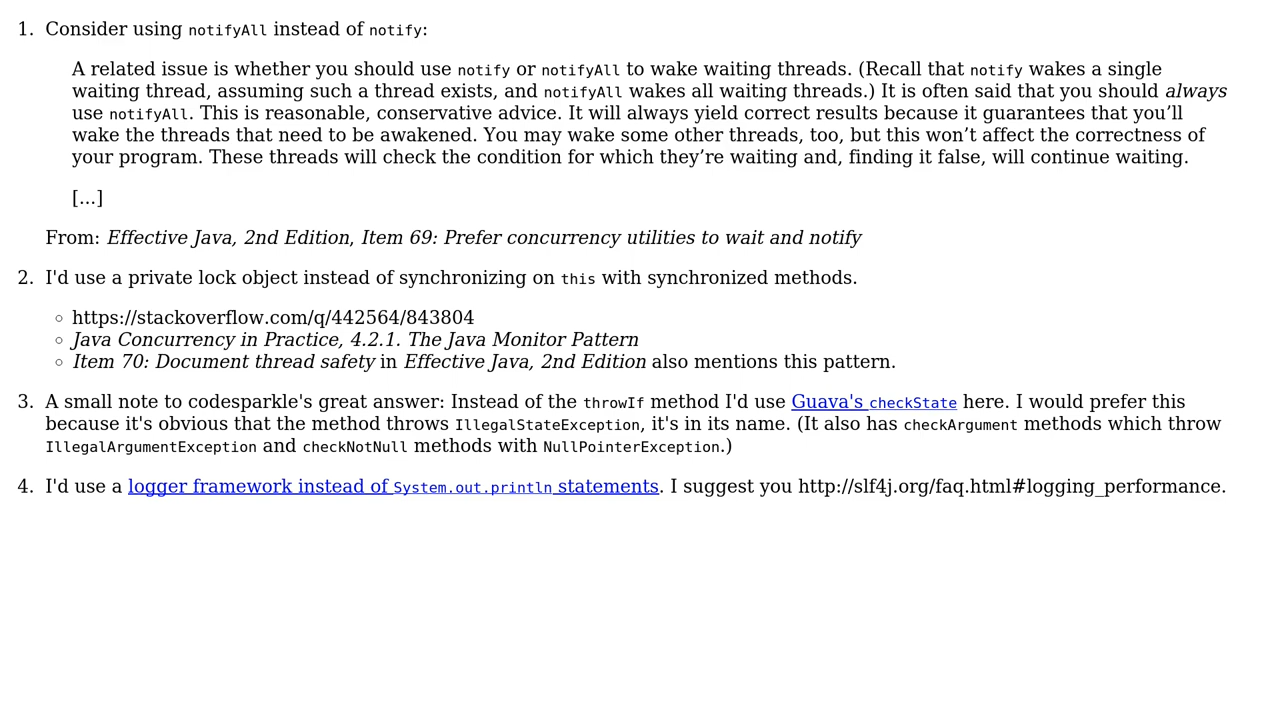 1. Consider using notifyAll instead of notify:
A related issue is whether you should use notify or notifyAll to wake waiting threads. (Recall that notify wakes a single
waiting thread, assuming such a thread exists, and notifyAll wakes all waiting threads.) It is often said that you should always
use notifyAll. This is reasonable, conservative advice. It will always yield correct results because it guarantees that you’ll
wake the threads that need to be awakened. You may wake some other threads, too, but this won’t affect the correctness of
your program. These threads will check the condition for which they’re waiting and, finding it false, will continue waiting.
[...]
From: Effective Java, 2nd Edition, Item 69: Prefer concurrency utilities to wait and notify
2. I'd use a private lock object instead of synchronizing on this with synchronized methods.
◦ https://stackoverflow.com/q/442564/843804
◦ Java Concurrency in Practice, 4.2.1. The Java Monitor Pattern
◦ Item 70: Document thread safety in Effective Java, 2nd Edition also mentions this pattern.
3. A small note to codesparkle's great answer: Instead of the throwIf method I'd use Guava's checkState here. I would prefer this
because it's obvious that the method throws IllegalStateException, it's in its name. (It also has checkArgument methods which throw
IllegalArgumentException and checkNotNull methods with NullPointerException.)
4. I'd use a logger framework instead of System.out.println statements. I suggest you http://slf4j.org/faq.html#logging_performance.